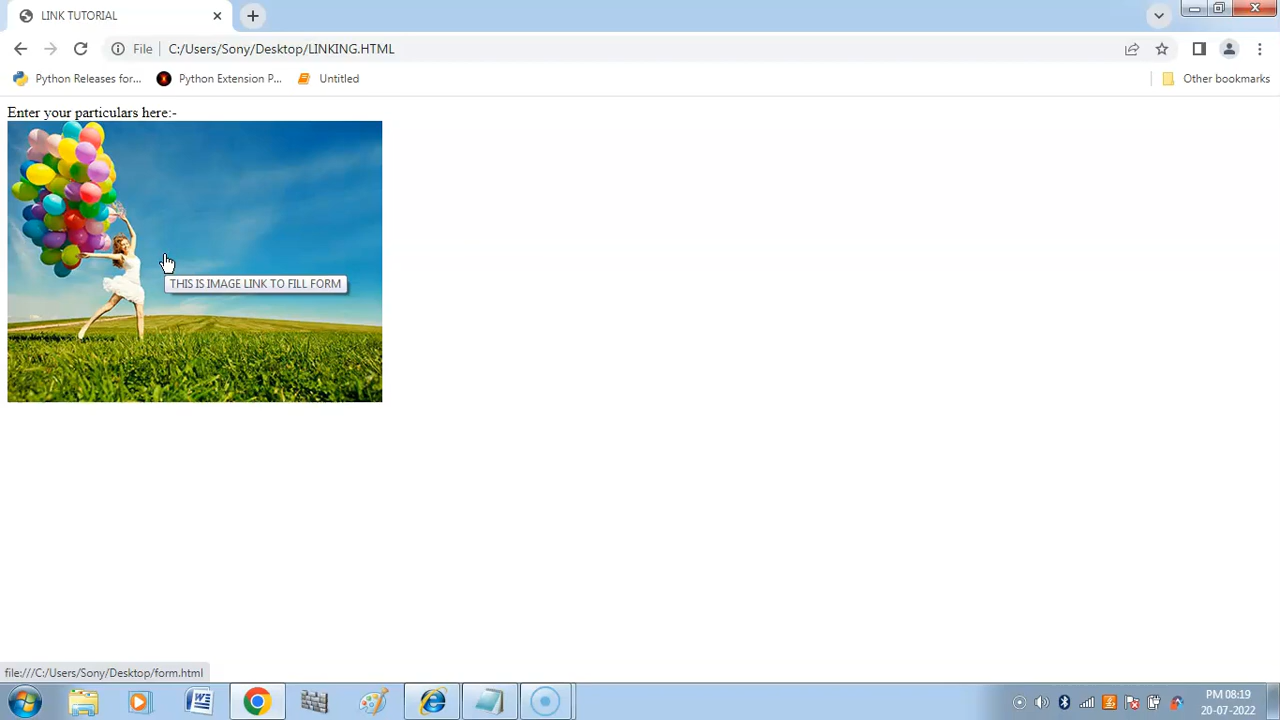 LINK TUTORIAL
File C:/Users/Sony/Desktop/LINKING.HTML
Python Releases for... Python Extension P... Untitled Other bookmarks
Enter your particulars here:-
THIS IS IMAGE LINK TO FILL FORM
file:///C:/Users/Sony/Desktop/form.html
PM 08:19
20-07-2022